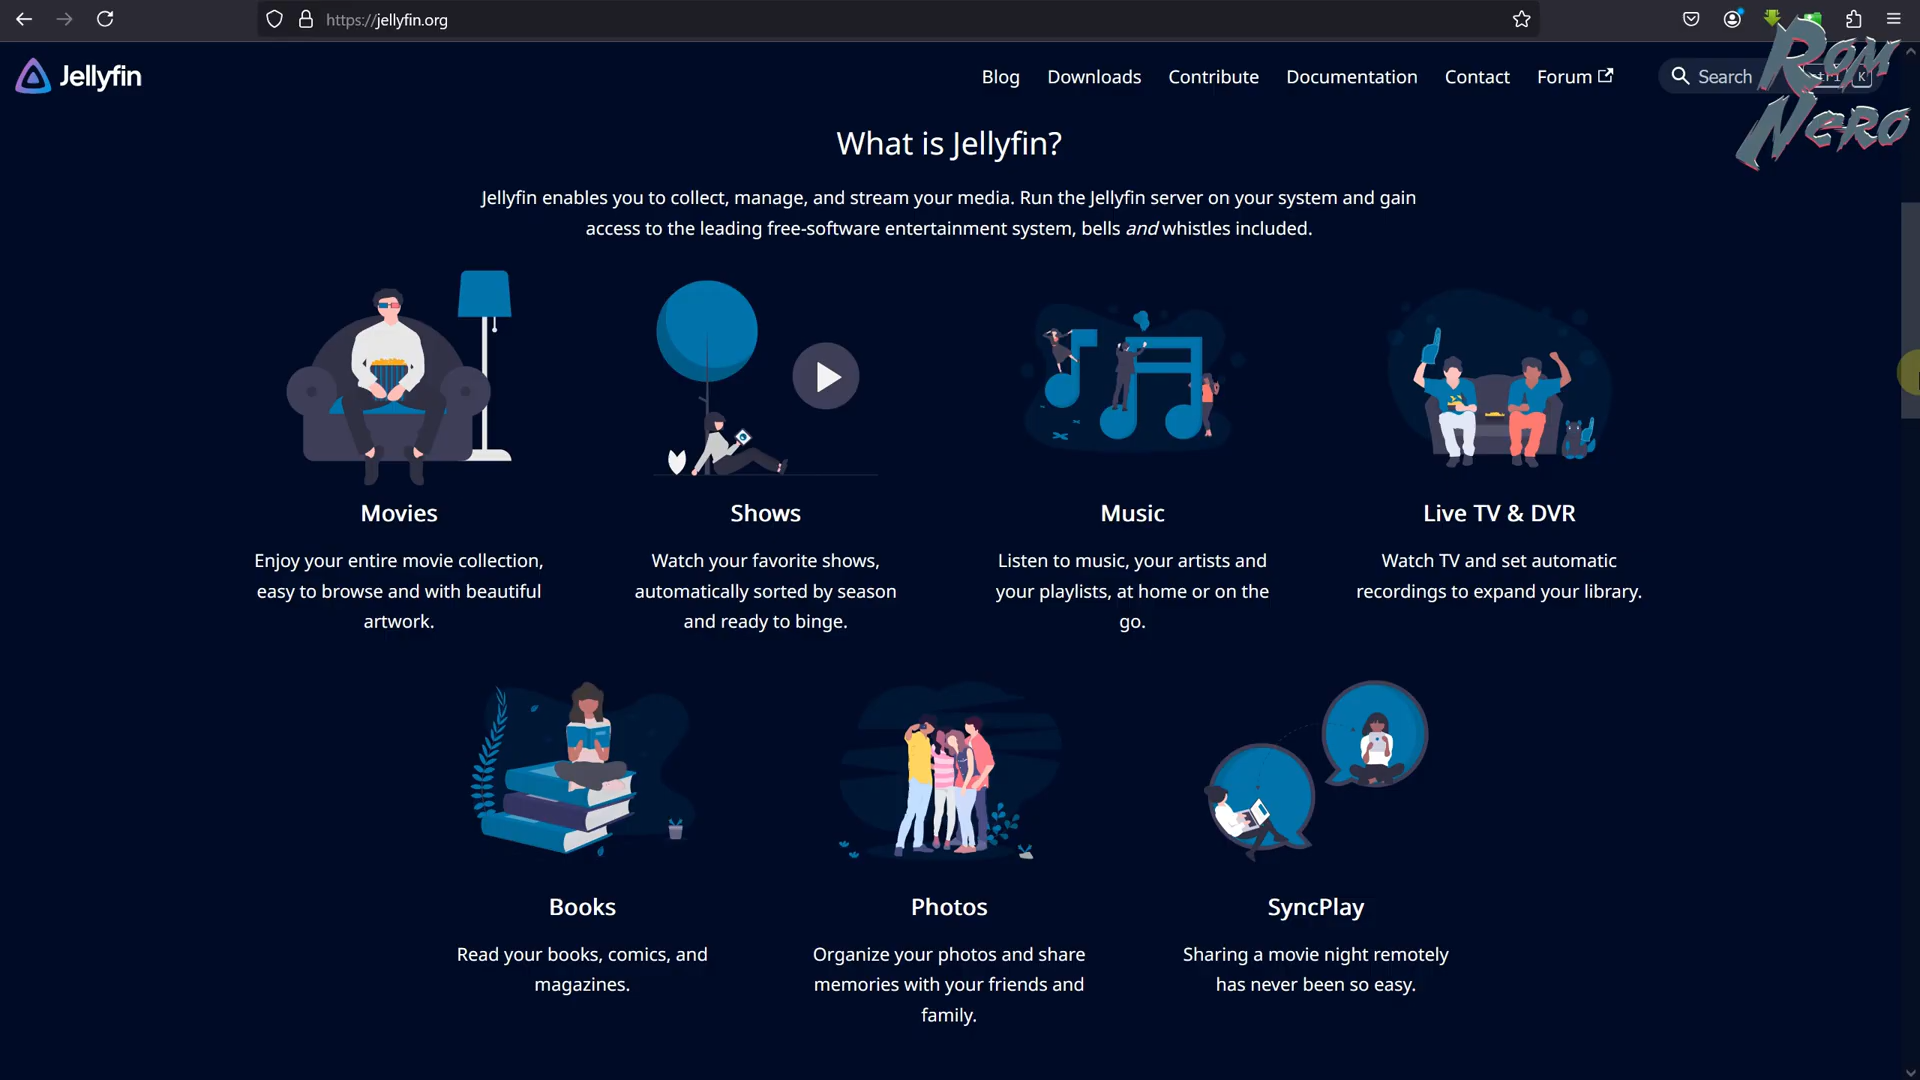 https://jellyfin.org
Jellyfin
Blog
Downloads
Contribute
Documentation
Contact
Forum
Search
K
Rom
Nero
What is Jellyfin?
Jellyfin enables you to collect, manage, and stream your media. Run the Jellyfin server on your system and gain
access to the leading free-software entertainment system, bells and whistles included.
Movies
Enjoy your entire movie collection,
easy to browse and with beautiful
artwork.
Shows
Watch your favorite shows,
automatically sorted by season
and ready to binge.
Music
Listen to music, your artists and
your playlists, at home or on the
go.
Live TV & DVR
Watch TV and set automatic
recordings to expand your library.
Books
Read your books, comics, and
magazines.
Photos
Organize your photos and share
memories with your friends and
family.
SyncPlay
Sharing a movie night remotely
has never been so easy.